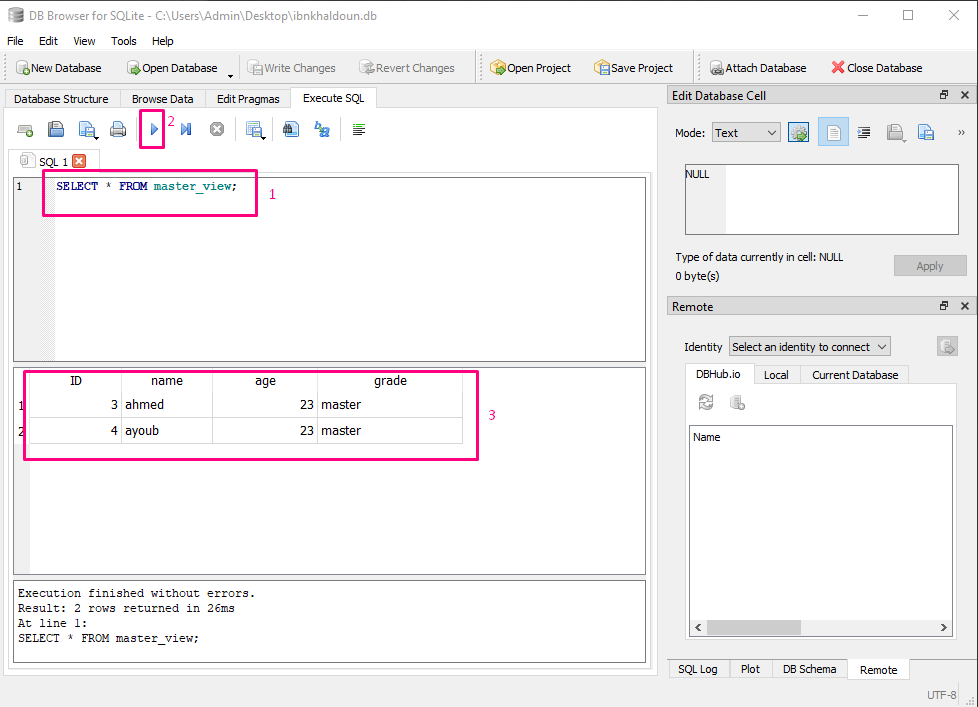 DB Browser for SQLite - C:\Users\Admin\Desktop\ibnkhaldoun.db
File Edit View Tools Help
New Database Open Database Write Changes Revert Changes Open Project Save Project Attach Database Close Database
Database Structure Browse Data Edit Pragmas Execute SQL
2
SQL 1
1 SELECT * FROM master_view;
1
ID name age grade
1 3 ahmed 23 master
2 4 ayoub 23 master
3
Execution finished without errors.
Result: 2 rows returned in 26ms
At line 1:
SELECT * FROM master_view;
Edit Database Cell
Mode: Text »
NULL
Type of data currently in cell: NULL
0 byte(s)
Apply
Remote
Identity Select an identity to connect
DBHub.io Local Current Database
Name
SQL Log Plot DB Schema Remote
UTF-8